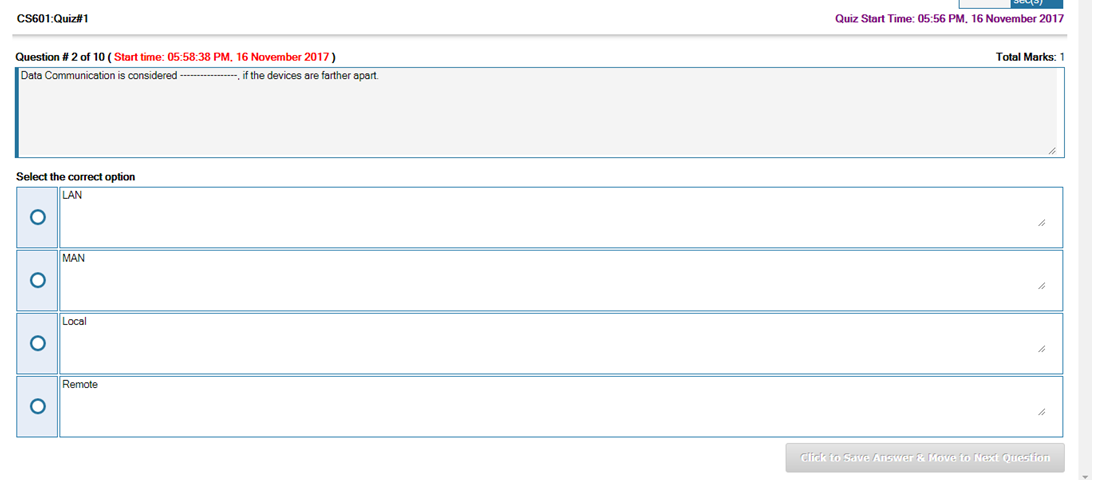 sec(s)
CS601:Quiz#1
Quiz Start Time: 05:56 PM, 16 November 2017
Question # 2 of 10 ( Start time: 05:58:38 PM, 16 November 2017 )
Total Marks: 1
Data Communication is considered -----------------, if the devices are farther apart.
Select the correct option
LAN
MAN
Local
Remote
Click to Save Answer & Move to Next Question